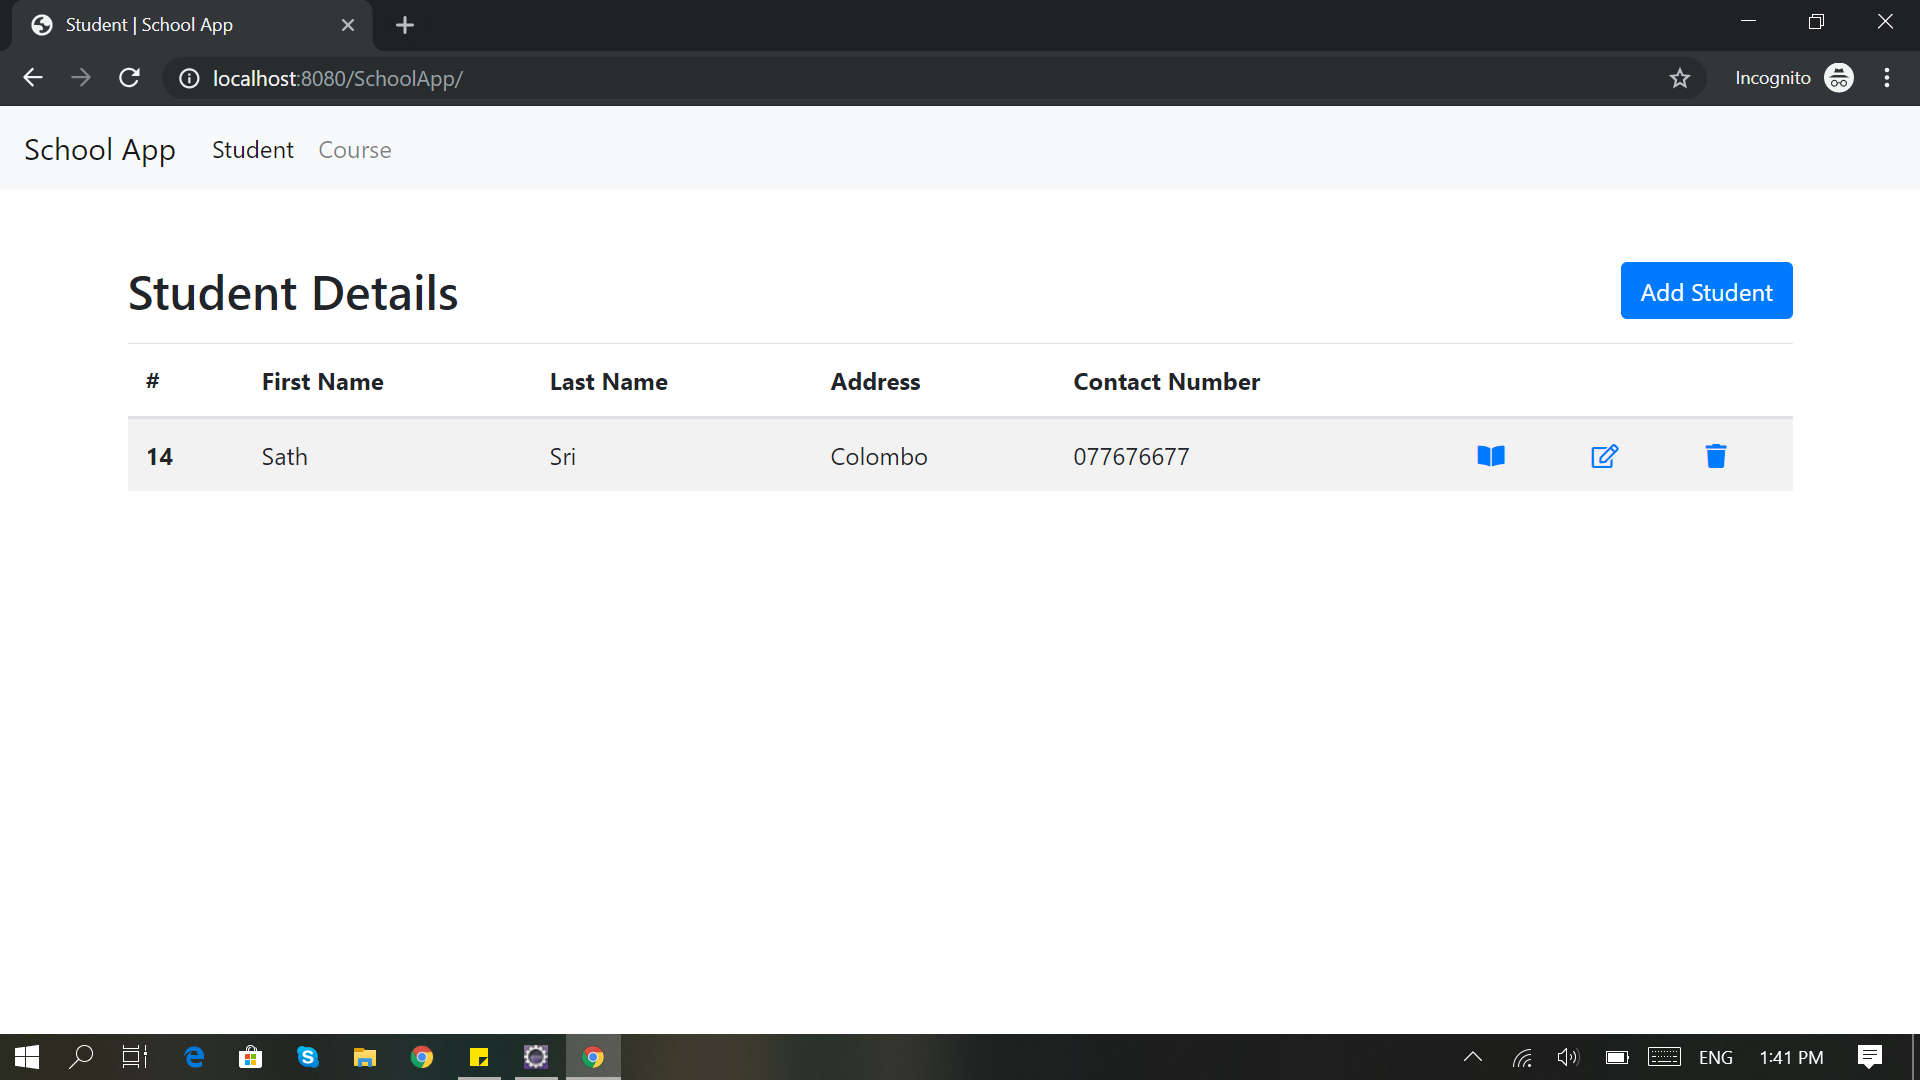 Student | School App
localhost:8080/SchoolApp/
Incognito
School App Student Course
Student Details
Add Student
# First Name Last Name Address Contact Number
14 Sath Sri Colombo 077676677
ENG 1:41 PM